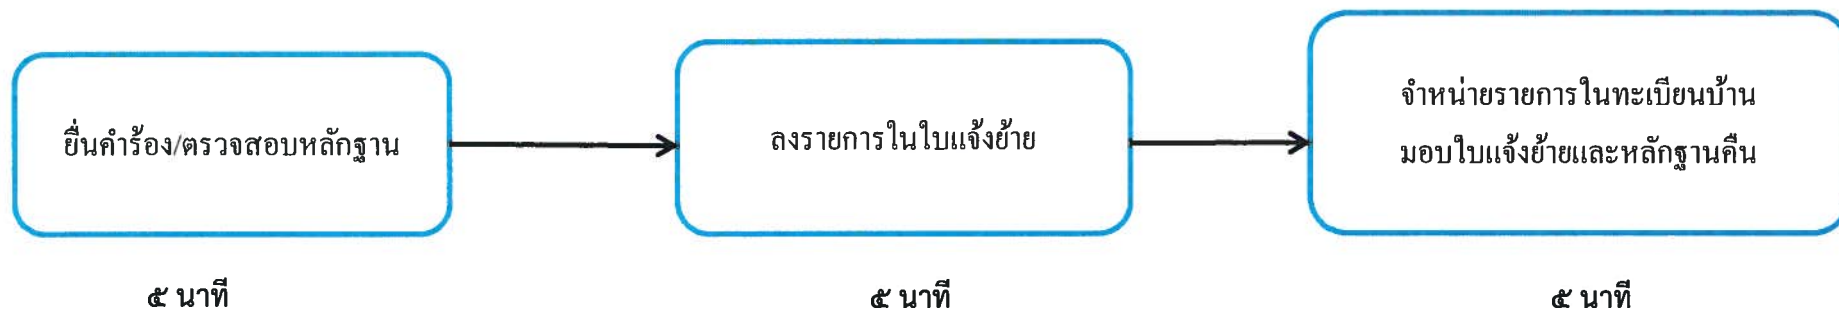 ยื่นคำร้อง/ตรวจสอบหลักฐาน
ลงรายการในใบแจ้งย้าย
จำหน่ายรายการในทะเบียนบ้าน
มอบใบแจ้งย้ายและหลักฐานคืน
๕ นาที
๕ นาที
๕ นาที